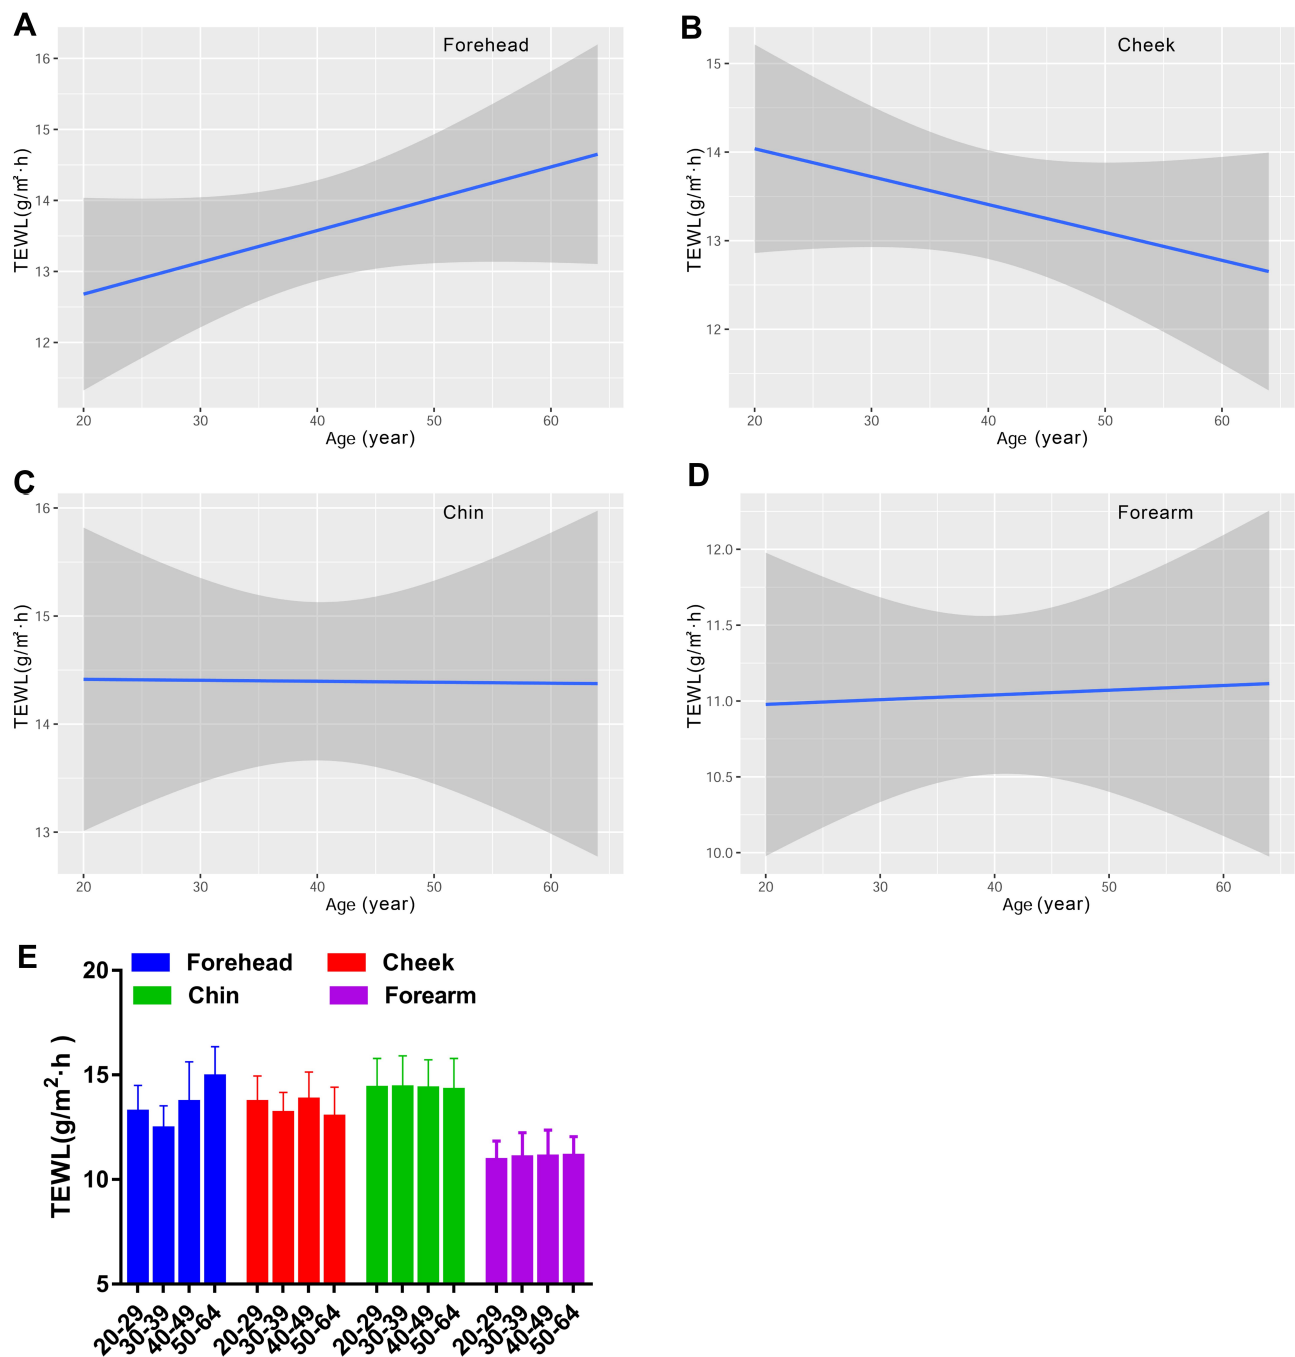 A
Forehead
16
15
14
13
12
TEWL(g/m²·h)
20 30 40 50 60
Age (year)
B
Cheek
15
14
13
12
TEWL(g/m²·h)
20 30 40 50 60
Age (year)
C
Chin
16
15
14
13
TEWL(g/m²·h)
20 30 40 50 60
Age (year)
D
Forearm
12.0
11.5
11.0
10.5
10.0
TEWL(g/m²·h)
20 30 40 50 60
Age (year)
E
Forehead Cheek
Chin Forearm
20
15
10
5
TEWL(g/m²·h )
20-29 30-39 40-49 50-64 20-29 30-39 40-49 50-64 20-29 30-39 40-49 50-64 20-29 30-39 40-49 50-64